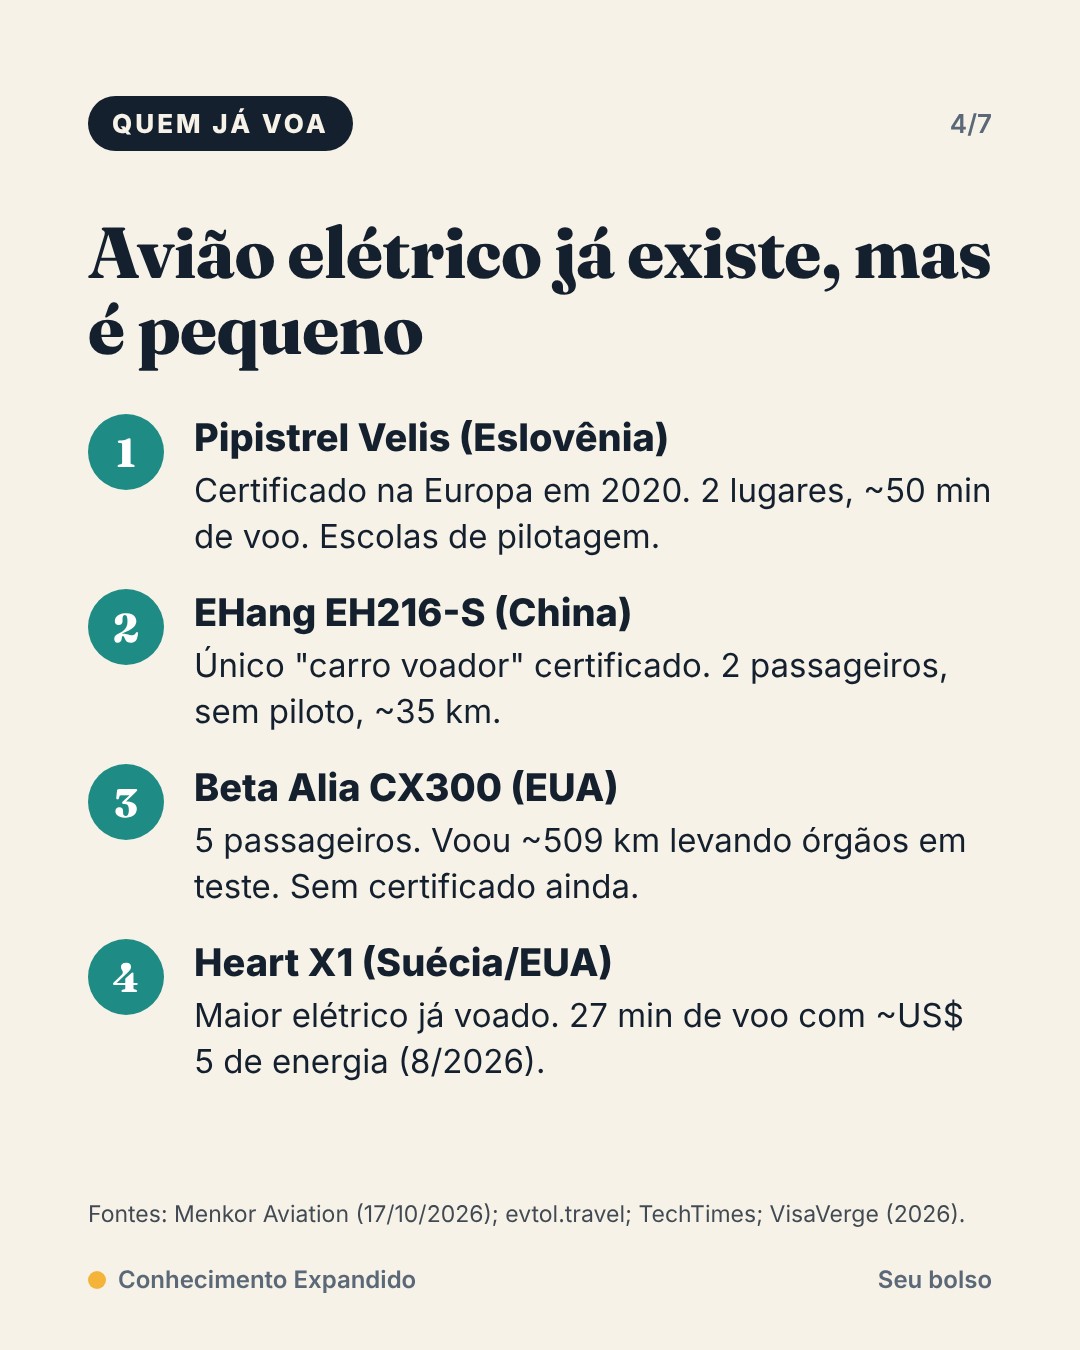 QUEM JÁ VOA
4/7
Avião elétrico já existe, mas
é pequeno
1
Pipistrel Velis (Eslovênia)
Certificado na Europa em 2020. 2 lugares, ~50 min
de voo. Escolas de pilotagem.
2
EHang EH216-S (China)
Único "carro voador" certificado. 2 passageiros,
sem piloto, ~35 km.
3
Beta Alia CX300 (EUA)
5 passageiros. Voou ~509 km levando órgãos em
teste. Sem certificado ainda.
4
Heart X1 (Suécia/EUA)
Maior elétrico já voado. 27 min de voo com ~US$
5 de energia (8/2026).
Fontes: Menkor Aviation (17/10/2026); evtol.travel; TechTimes; VisaVerge (2026).
Conhecimento Expandido
Seu bolso